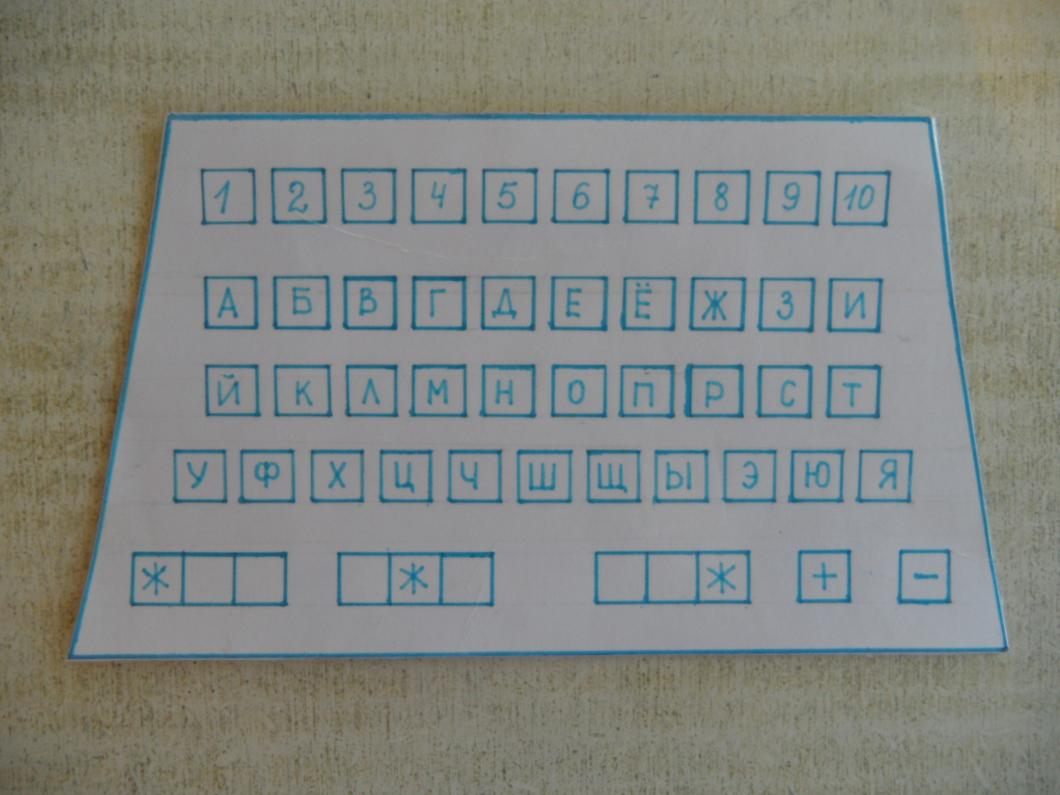 1 2 3 4 5 6 7 8 9 10
А Б В Г Д Е Ё Ж З И
Й К Л М Н О П Р С Т
У Ф Х Ц Ч Ш Щ Ы Э Ю Я
* * * + -